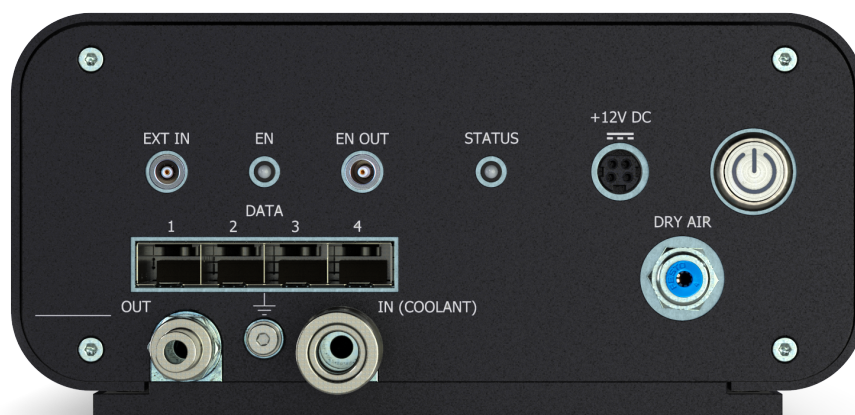 +12V DC
EXT IN EN EN OUT STATUS
DATA
1 2 3 4
DRY AIR
OUT IN (COOLANT)